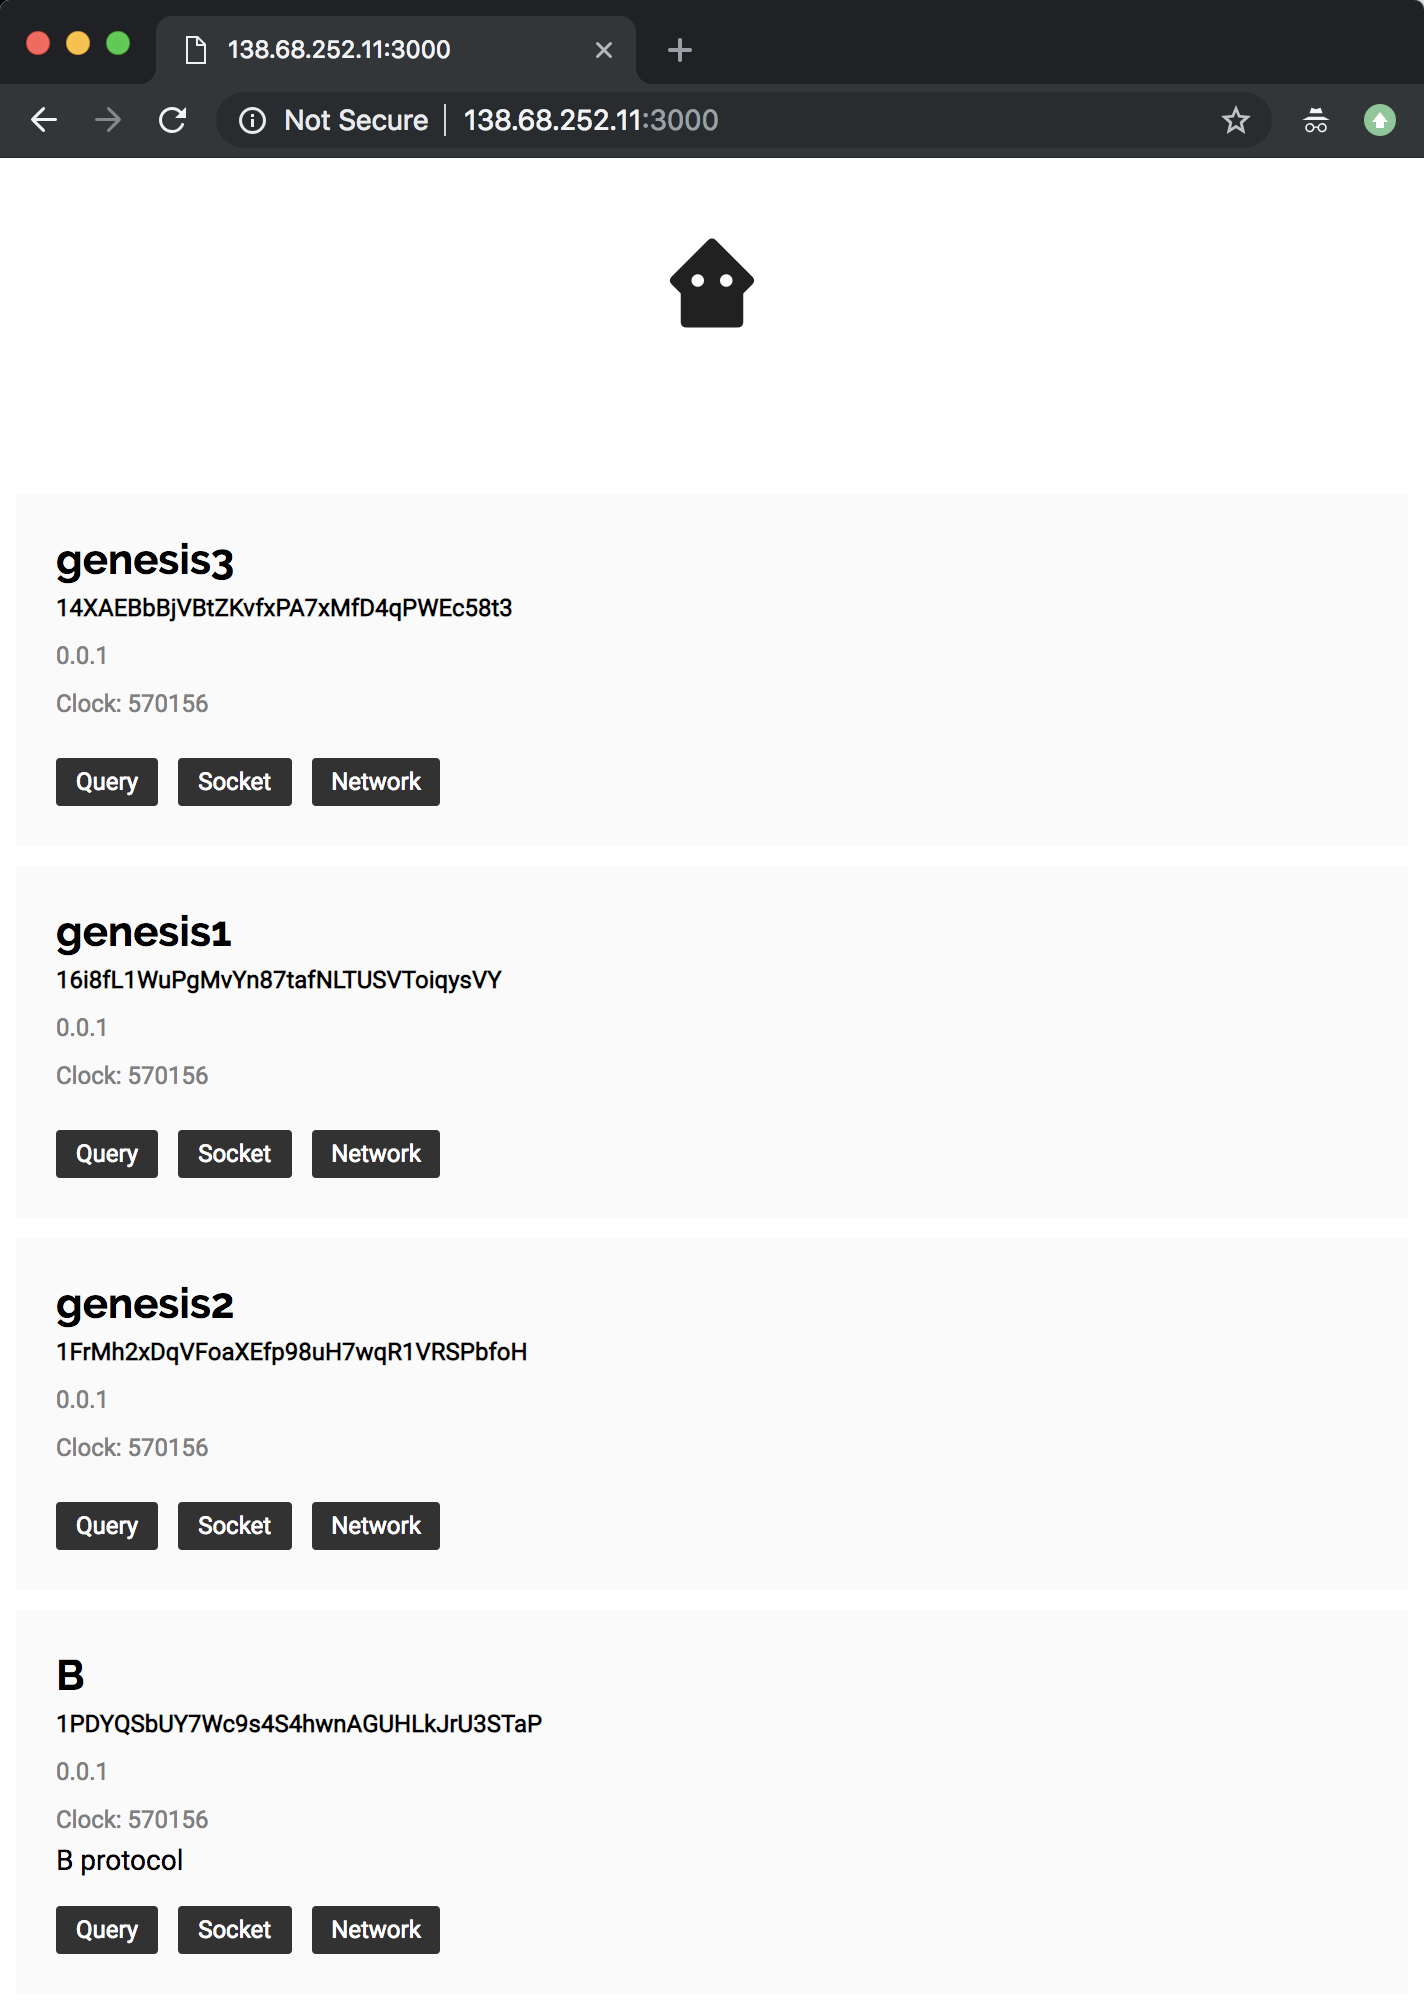 138.68.252.11:3000
Not Secure | 138.68.252.11:3000
genesis3
14XAEBbBjVBtZKvfxPA7xMfD4qPWEc58t3
0.0.1
Clock: 570156
Query Socket Network
genesis1
16i8fL1WuPgMvYn87tafNLTUSVToiqysVY
0.0.1
Clock: 570156
Query Socket Network
genesis2
1FrMh2xDqVFoaXEfp98uH7wqR1VRSPbfoH
0.0.1
Clock: 570156
Query Socket Network
B
1PDYQSbUY7Wc9s4S4hwnAGUHLkJrU3STaP
0.0.1
Clock: 570156
B protocol
Query Socket Network